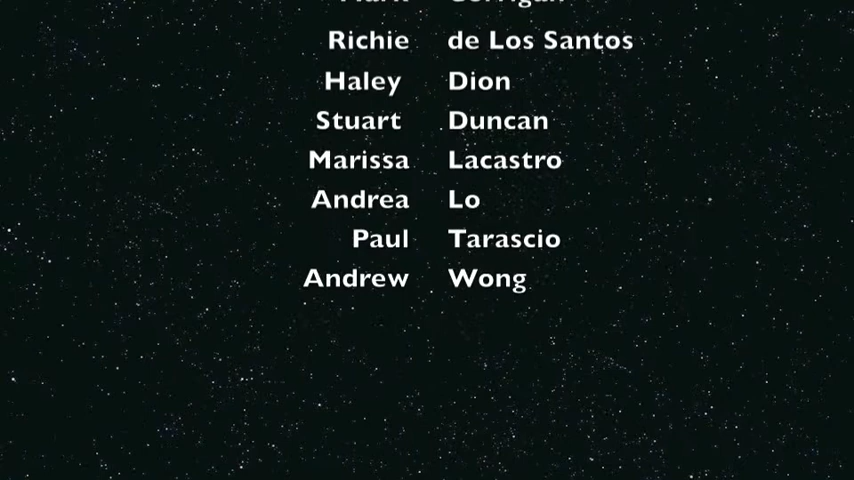 Richie de Los Santos
Haley Dion
Stuart Duncan
Marissa Lacastro
Andrea Lo
Paul Tarascio
Andrew Wong